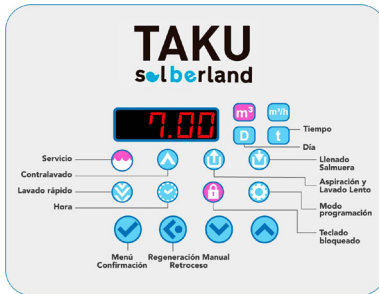 TAKU
solberland
7.00
m³
m³/h
D
t
Tiempo
Día
Servicio
Contralavado
Lavado rápido
Hora
Llenado
Salmuera
Aspiración y
Lavado Lento
Modo
programación
Teclado
bloqueado
Menú
Confirmación
Regeneración Manual
Retroceso